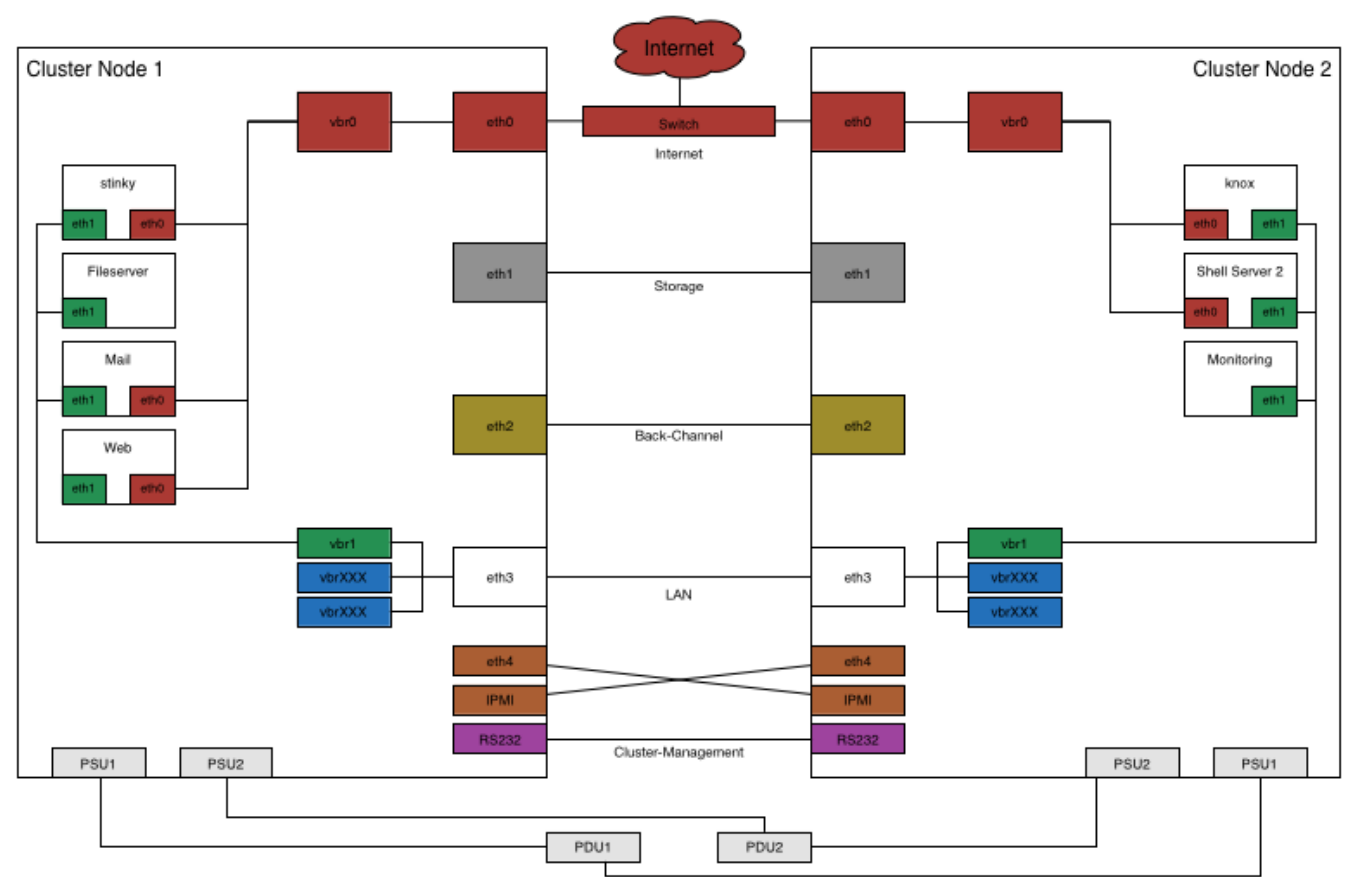 Internet
Cluster Node 1
Cluster Node 2
vbr0
eth0
Switch
eth0
vbr0
Internet
stinky
eth1
eth0
knox
eth0
eth1
Fileserver
eth1
eth1
Storage
eth1
Shell Server 2
eth0
eth1
eth1
Mail
eth1
eth0
Monitoring
eth1
eth2
Back-Channel
eth2
Web
eth1
eth0
vbr1
vbrXXX
vbrXXX
eth3
LAN
eth3
vbr1
vbrXXX
vbrXXX
eth4
eth4
IPMI
IPMI
RS232
Cluster-Management
RS232
PSU1
PSU2
PSU2
PSU1
PDU1
PDU2